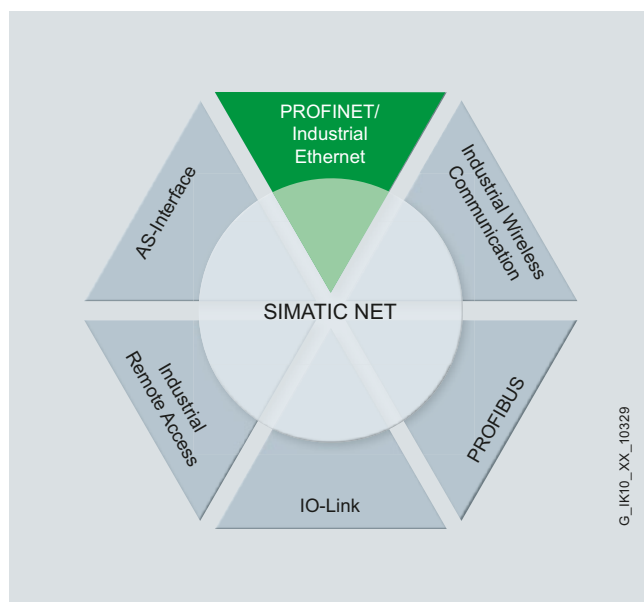 PROFINET/
Industrial
Ethernet
Industrial Wireless
Communication
AS-Interface
SIMATIC NET
Industrial
Remote Access
PROFIBUS
IO-Link
G_IK10_XX_10329